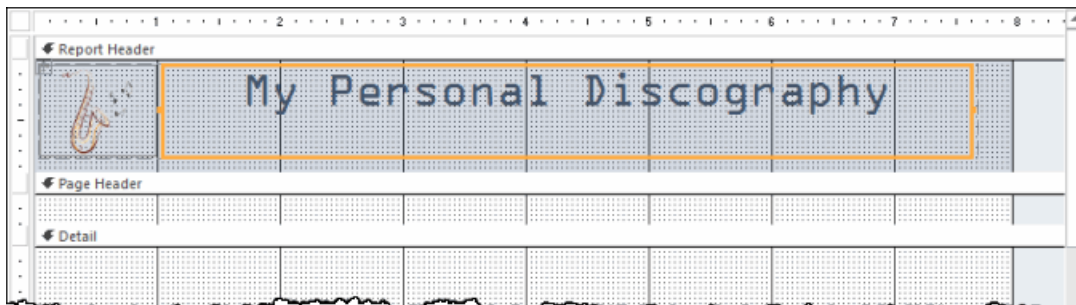 1 2 3 4 5 6 7 8
Report Header
My Personal Discography
Page Header
Detail